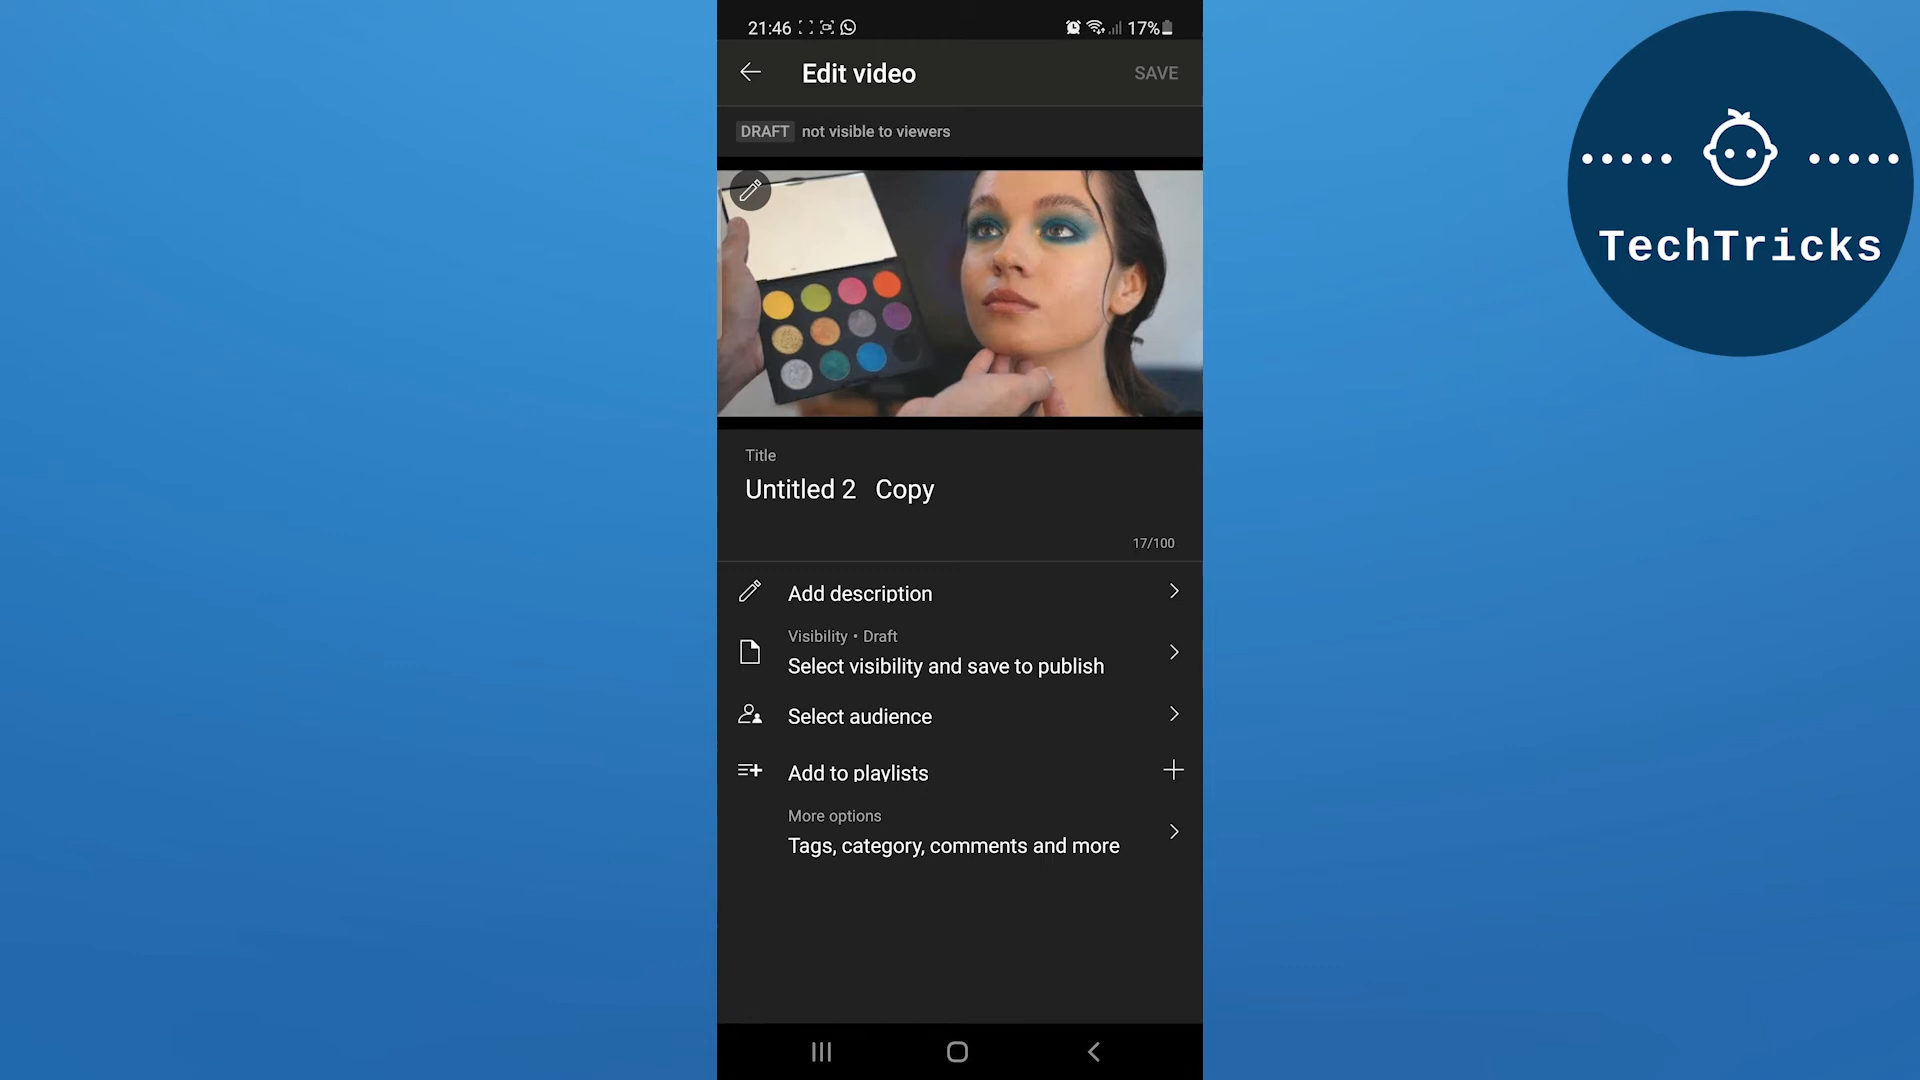 21:46
17%
Edit video
SAVE
DRAFT not visible to viewers
Title
Untitled 2   Copy
17/100
Add description
Visibility • Draft
Select visibility and save to publish
Select audience
Add to playlists
More options
Tags, category, comments and more
TechTricks